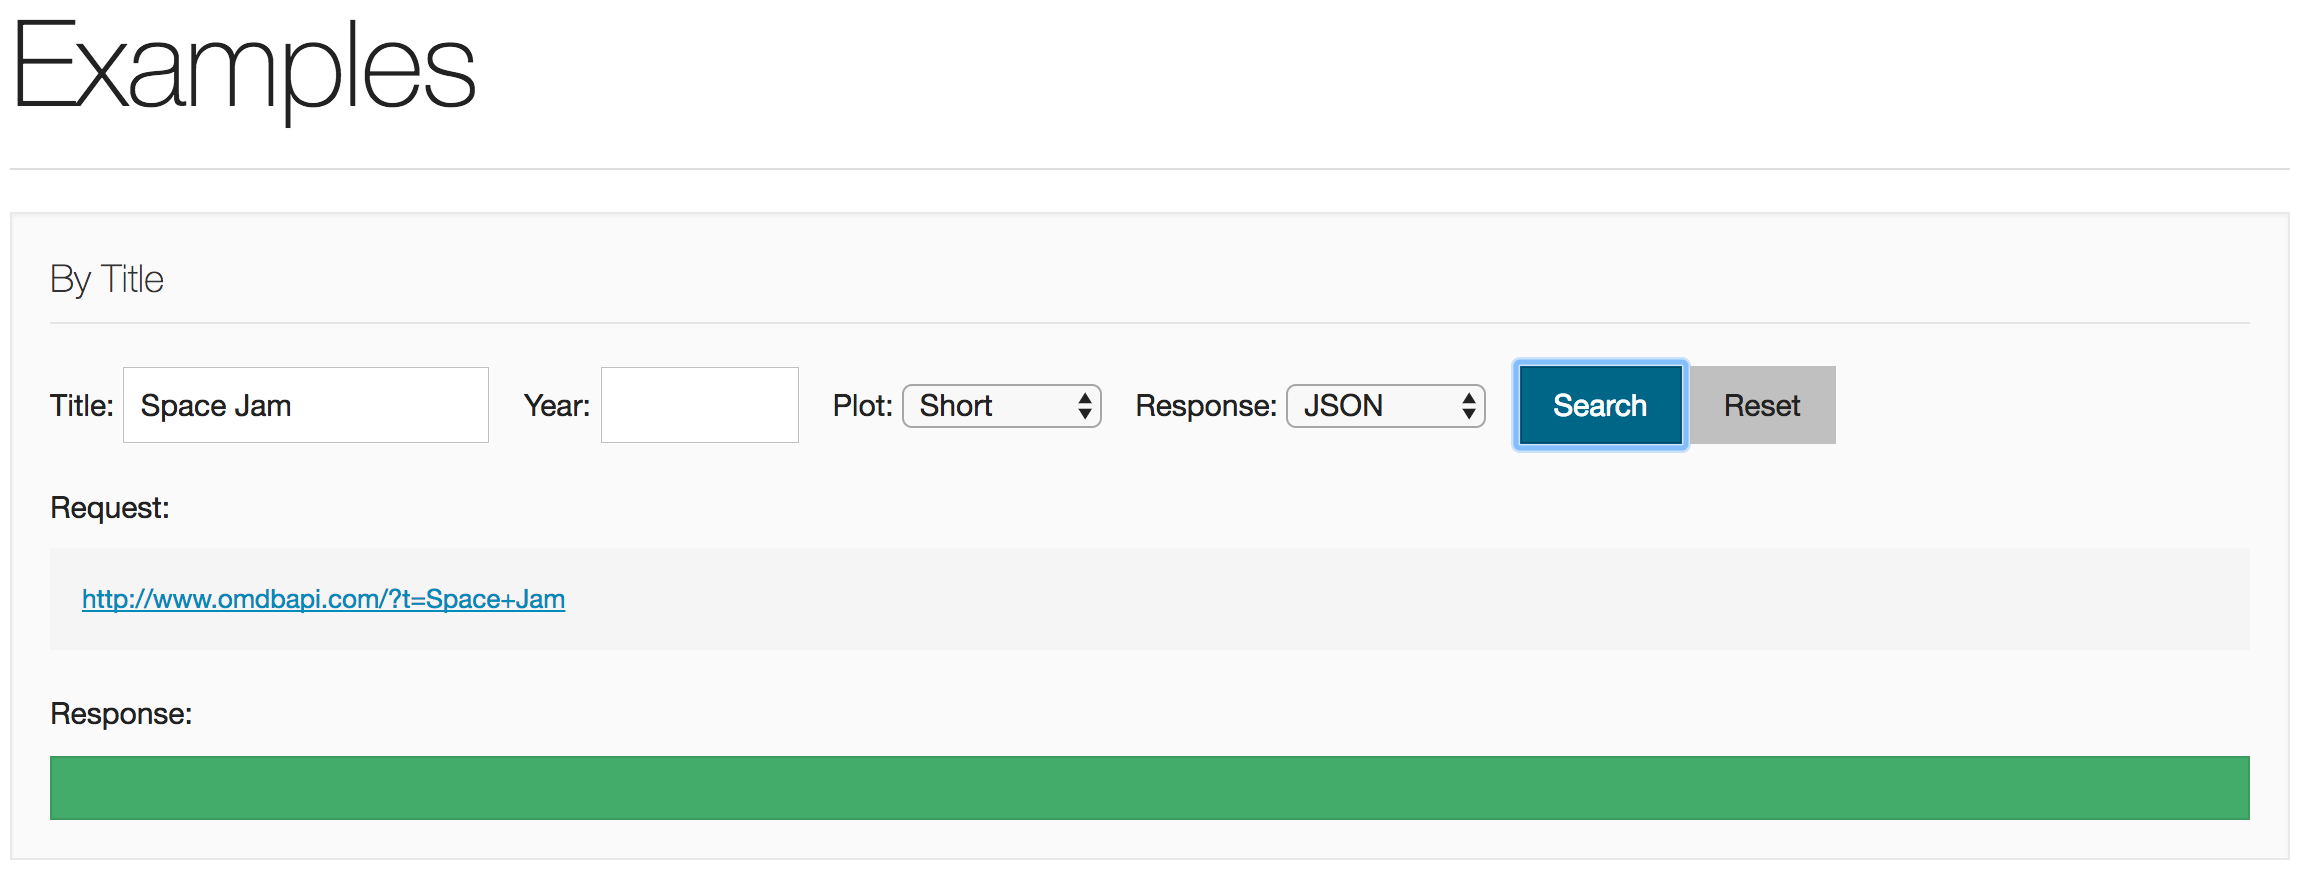 Examples
By Title
Title: Space Jam Year: Plot: Short Response: JSON Search Reset
Request:
http://www.omdbapi.com/?t=Space+Jam
Response: